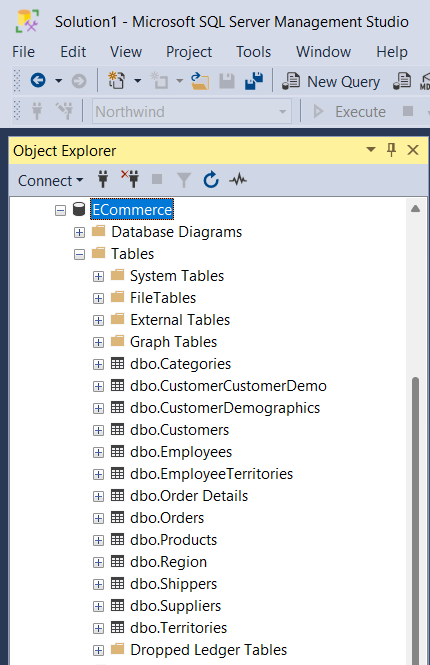 Solution1 - Microsoft SQL Server Management Studio
File Edit View Project Tools Window Help
New Query MD
Northwind Execute
Object Explorer
Connect
ECommerce
Database Diagrams
Tables
System Tables
FileTables
External Tables
Graph Tables
dbo.Categories
dbo.CustomerCustomerDemo
dbo.CustomerDemographics
dbo.Customers
dbo.Employees
dbo.EmployeeTerritories
dbo.Order Details
dbo.Orders
dbo.Products
dbo.Region
dbo.Shippers
dbo.Suppliers
dbo.Territories
Dropped Ledger Tables